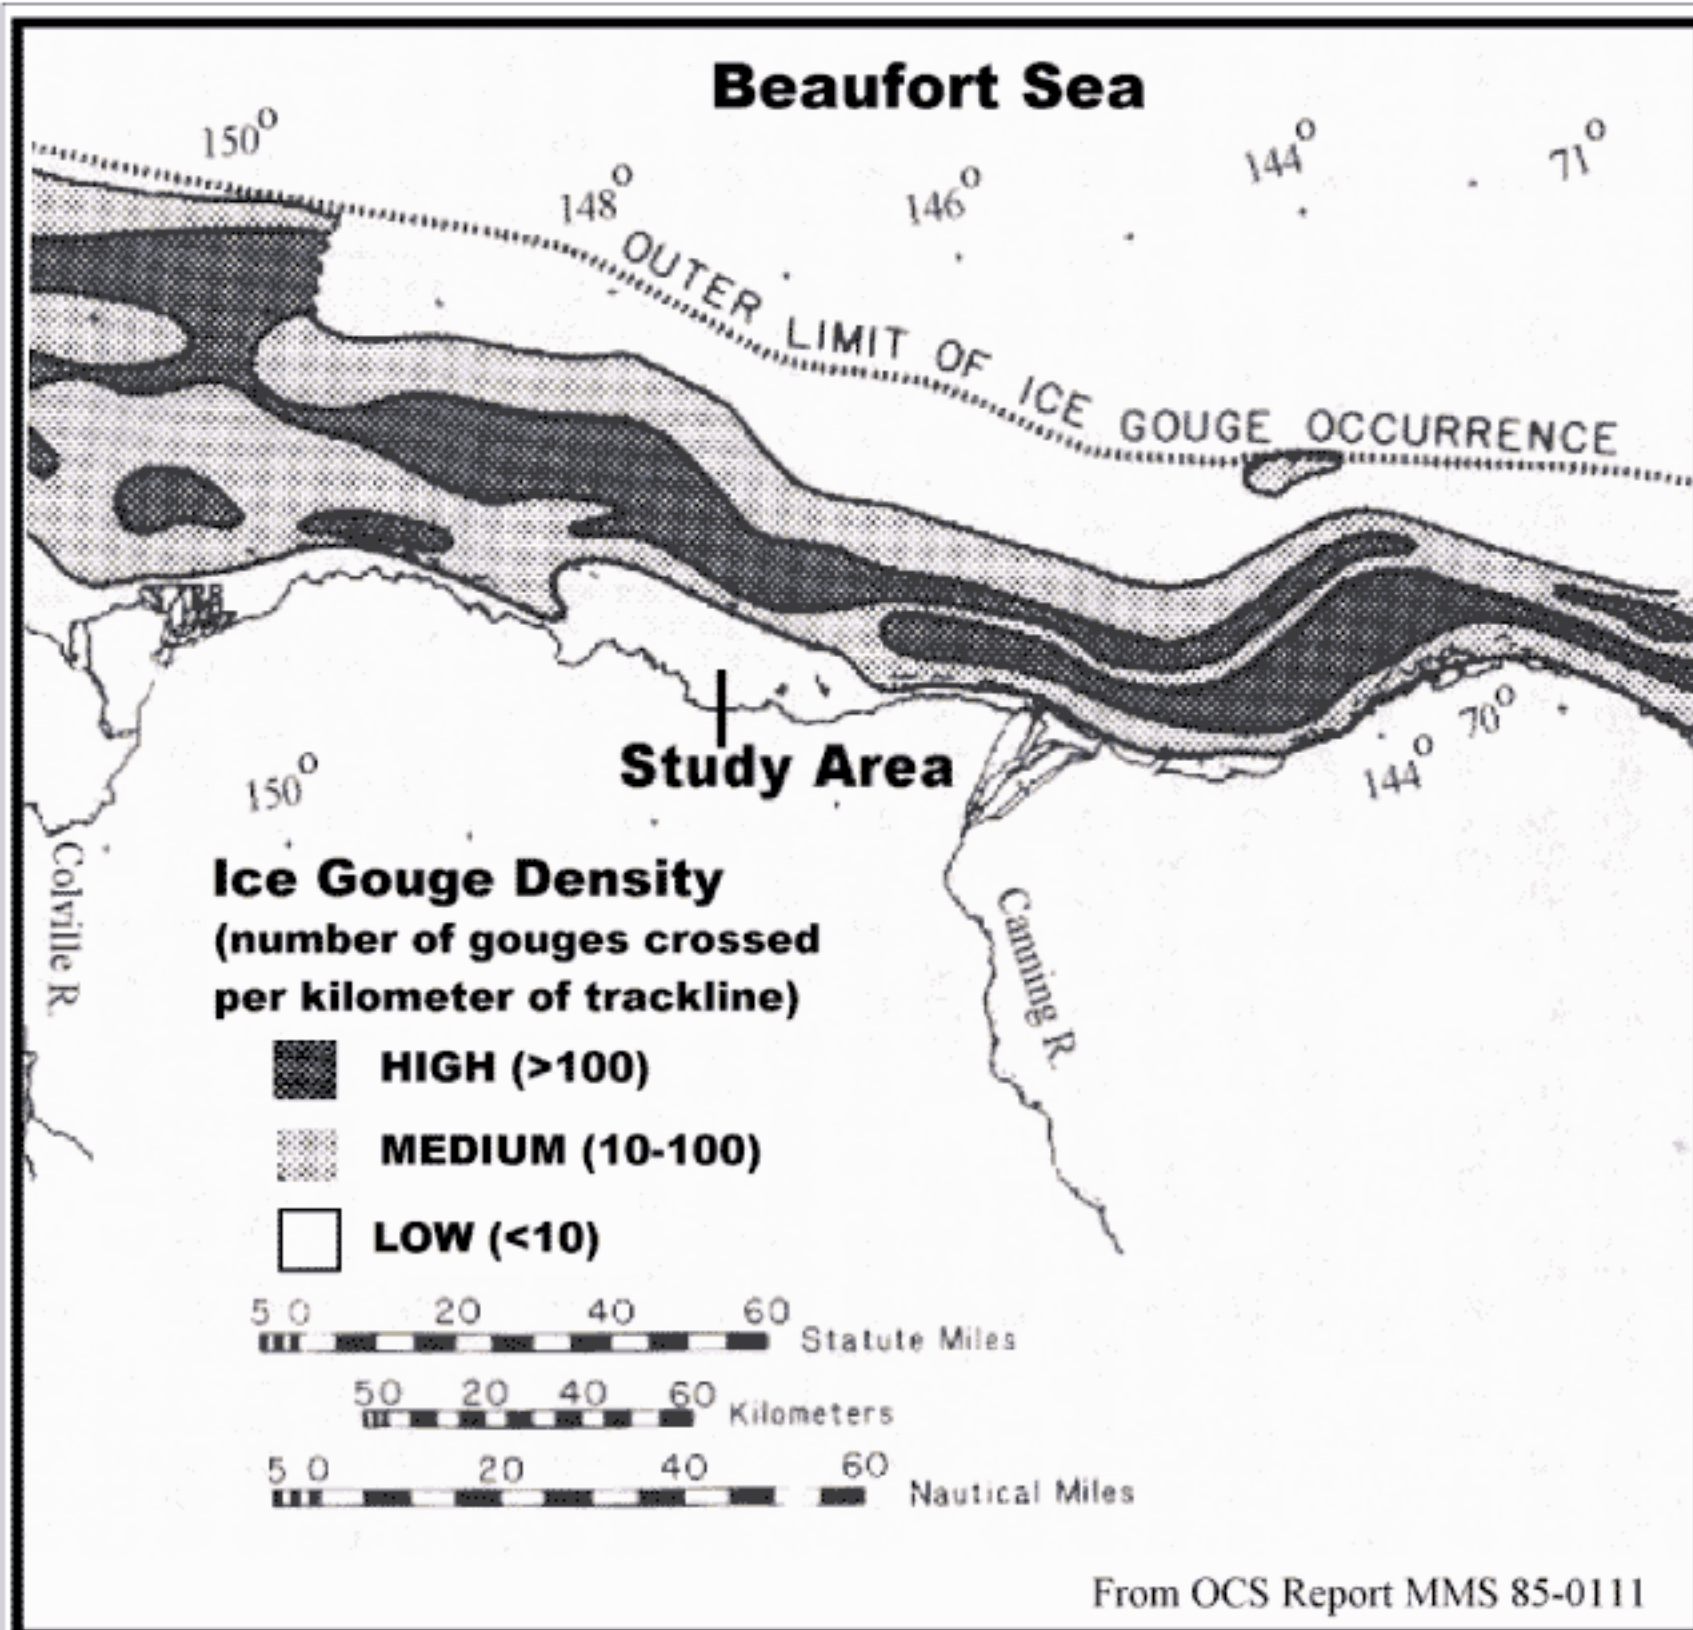 Beaufort Sea
150°
148°
146°
144°
71°
OUTER LIMIT OF ICE GOUGE OCCURRENCE
Study Area
150°
144°
70°
Colville R.
Canning R.
Ice Gouge Density
(number of gouges crossed
per kilometer of trackline)
HIGH (>100)
MEDIUM (10-100)
LOW (<10)
5 0 20 40 60
Statute Miles
50 20 40 60
Kilometers
5 0 20 40 60
Nautical Miles
From OCS Report MMS 85-0111